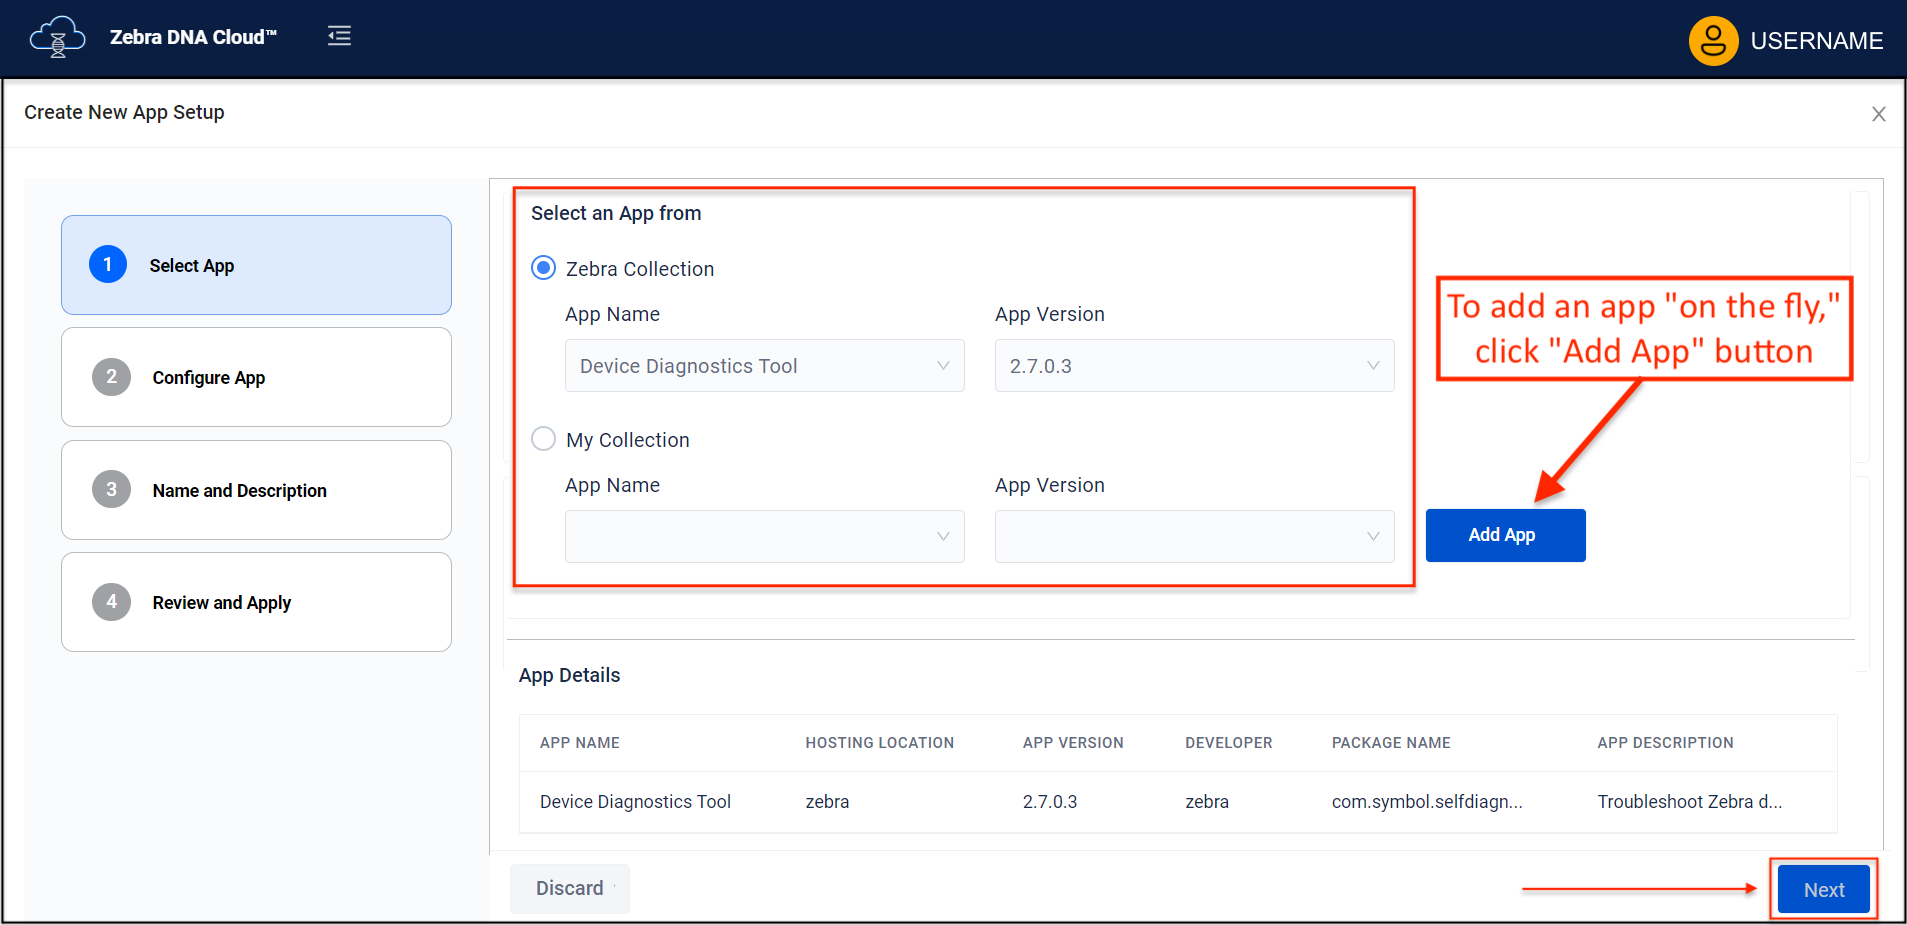 Zebra DNA Cloud™
USERNAME
Create New App Setup
X
1 Select App
2 Configure App
3 Name and Description
4 Review and Apply
Select an App from
Zebra Collection
App Name App Version
Device Diagnostics Tool 2.7.0.3
My Collection
App Name App Version
To add an app "on the fly,"
click "Add App" button
Add App
App Details
APP NAME HOSTING LOCATION APP VERSION DEVELOPER PACKAGE NAME APP DESCRIPTION
Device Diagnostics Tool zebra 2.7.0.3 zebra com.symbol.selfdiagn... Troubleshoot Zebra d...
Discard
Next